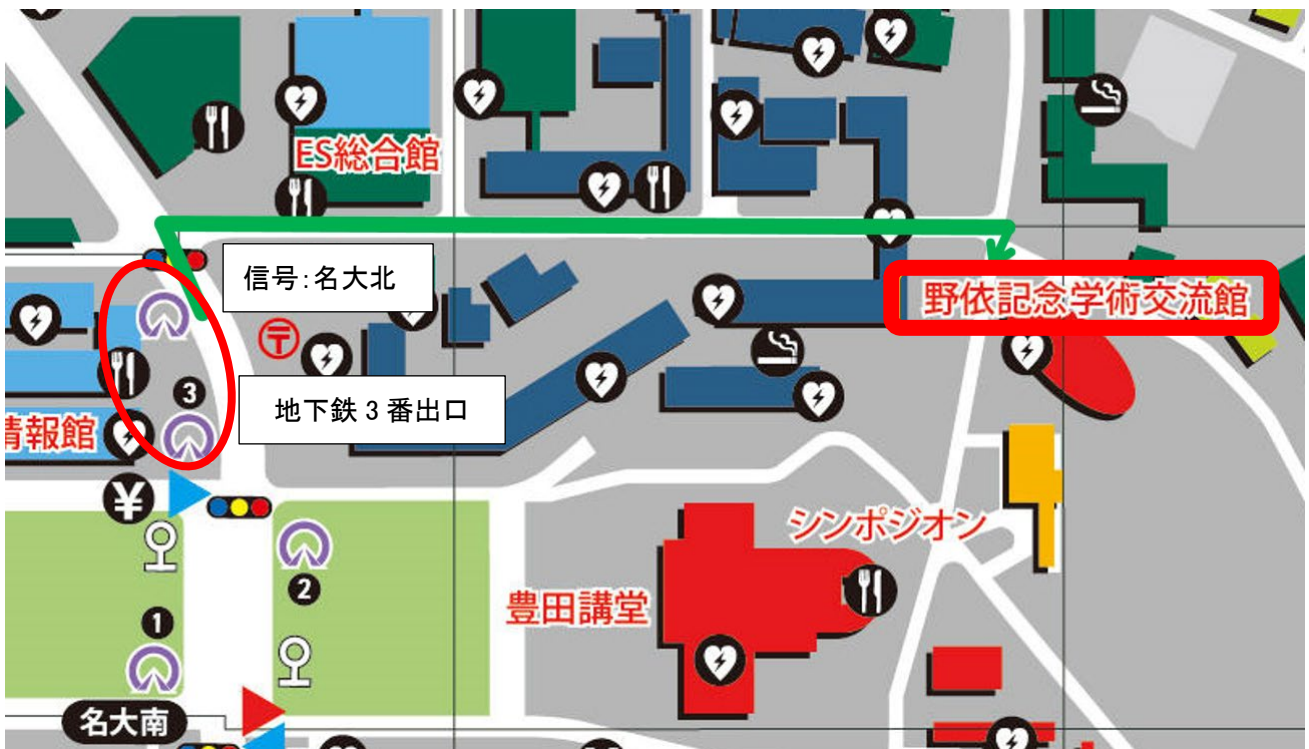 ES総合館
信号:名大北
野依記念学術交流館
〒
地下鉄 3 番出口
3
情報館
¥
シンポジオン
2
豊田講堂
1
名大南